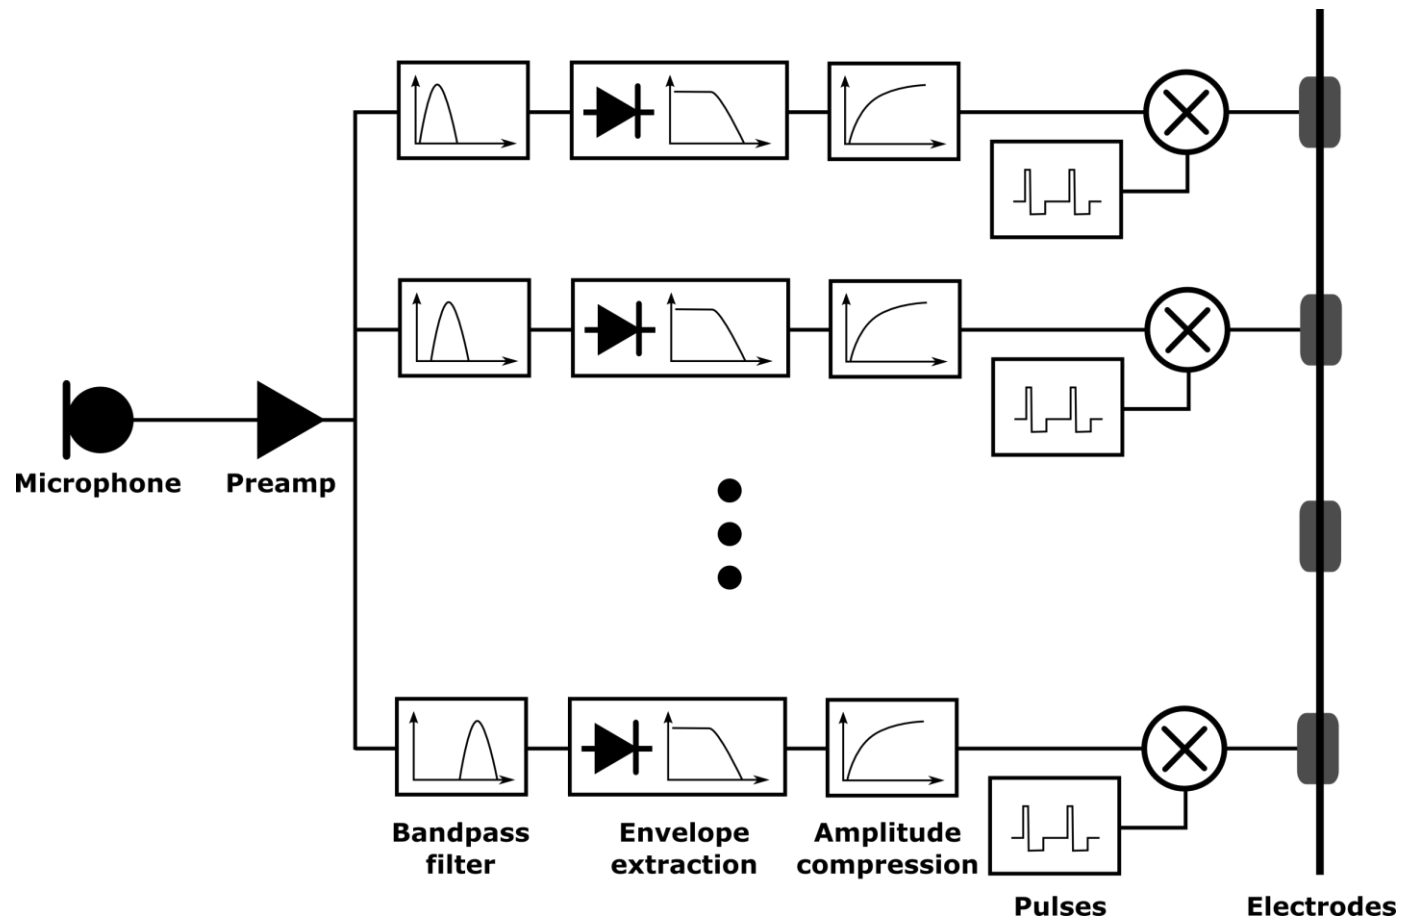 Microphone
Preamp
Bandpass
filter
Envelope
extraction
Amplitude
compression
Pulses
Electrodes